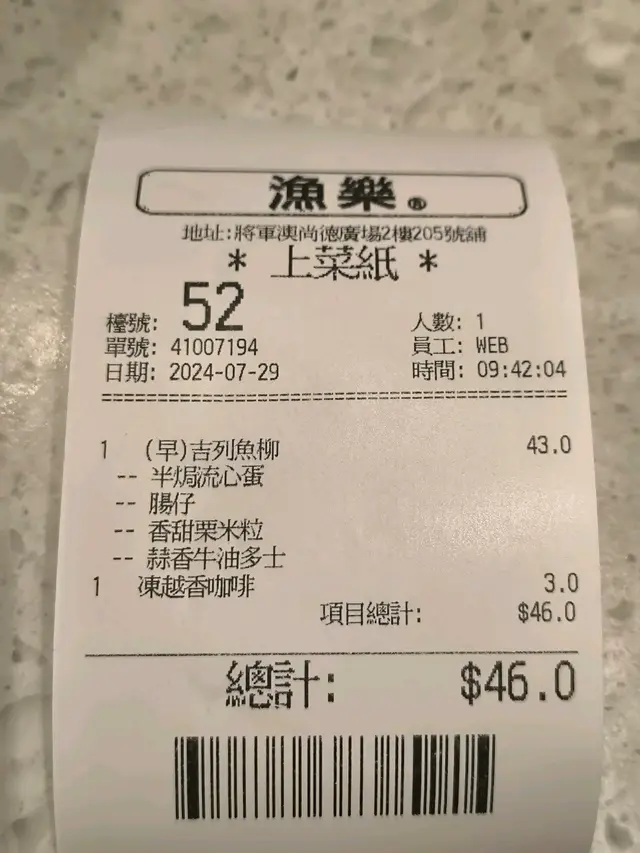 漁樂®
地址:將軍澳尚德廣場2樓205號舖
* 上菜紙 *
檯號: 52 人數: 1
單號: 41007194 員工: WEB
日期: 2024-07-29 時間: 09:42:04
1 (早)吉列魚柳 43.0
-- 半焗流心蛋
-- 腸仔
-- 香甜栗米粒
-- 蒜香牛油多士
1 凍越香咖啡 3.0
項目總計: $46.0
總計: $46.0